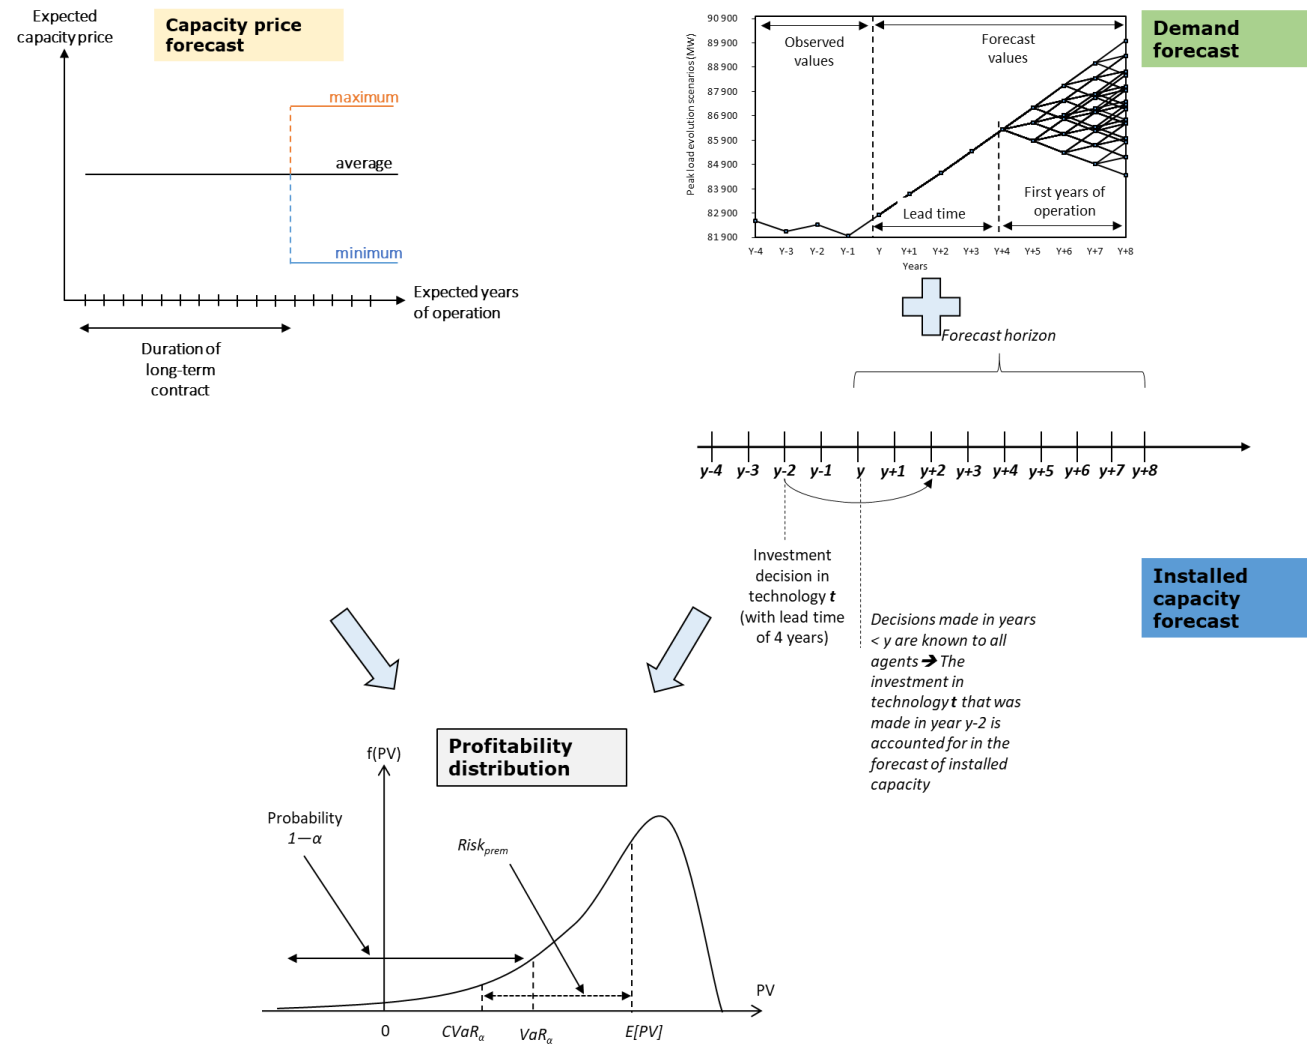 Expected
capacity price
Capacity price
forecast
maximum
average
minimum
Expected years
of operation
Duration of
long-term
contract
Demand
forecast
Peak load evolution scenarios (MW)
90 900
89 900
88 900
87 900
86 900
85 900
84 900
83 900
82 900
81 900
Observed
values
Forecast
values
Lead time
First years of
operation
Y-4
Y-3
Y-2
Y-1
Y
Y+1
Y+2
Y+3
Y+4
Y+5
Y+6
Y+7
Y+8
Years
Forecast horizon
y-4
y-3
y-2
y-1
y
y+1
y+2
y+3
y+4
y+5
y+6
y+7
y+8
Investment
decision in
technology t
(with lead time
of 4 years)
Decisions made in years
< y are known to all
agents ➔ The
investment in
technology t that was
made in year y-2 is
accounted for in the
forecast of installed
capacity
Installed
capacity
forecast
Profitability
distribution
f(PV)
Probability
1—α
Risk_prem
PV
0
CVaR_α
VaR_α
E[PV]